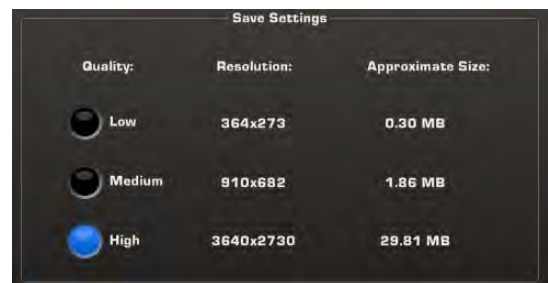 Save Settings
Quality: Resolution: Approximate Size:
Low 364x273 0.30 MB
Medium 910x682 1.86 MB
High 3640x2730 29.81 MB